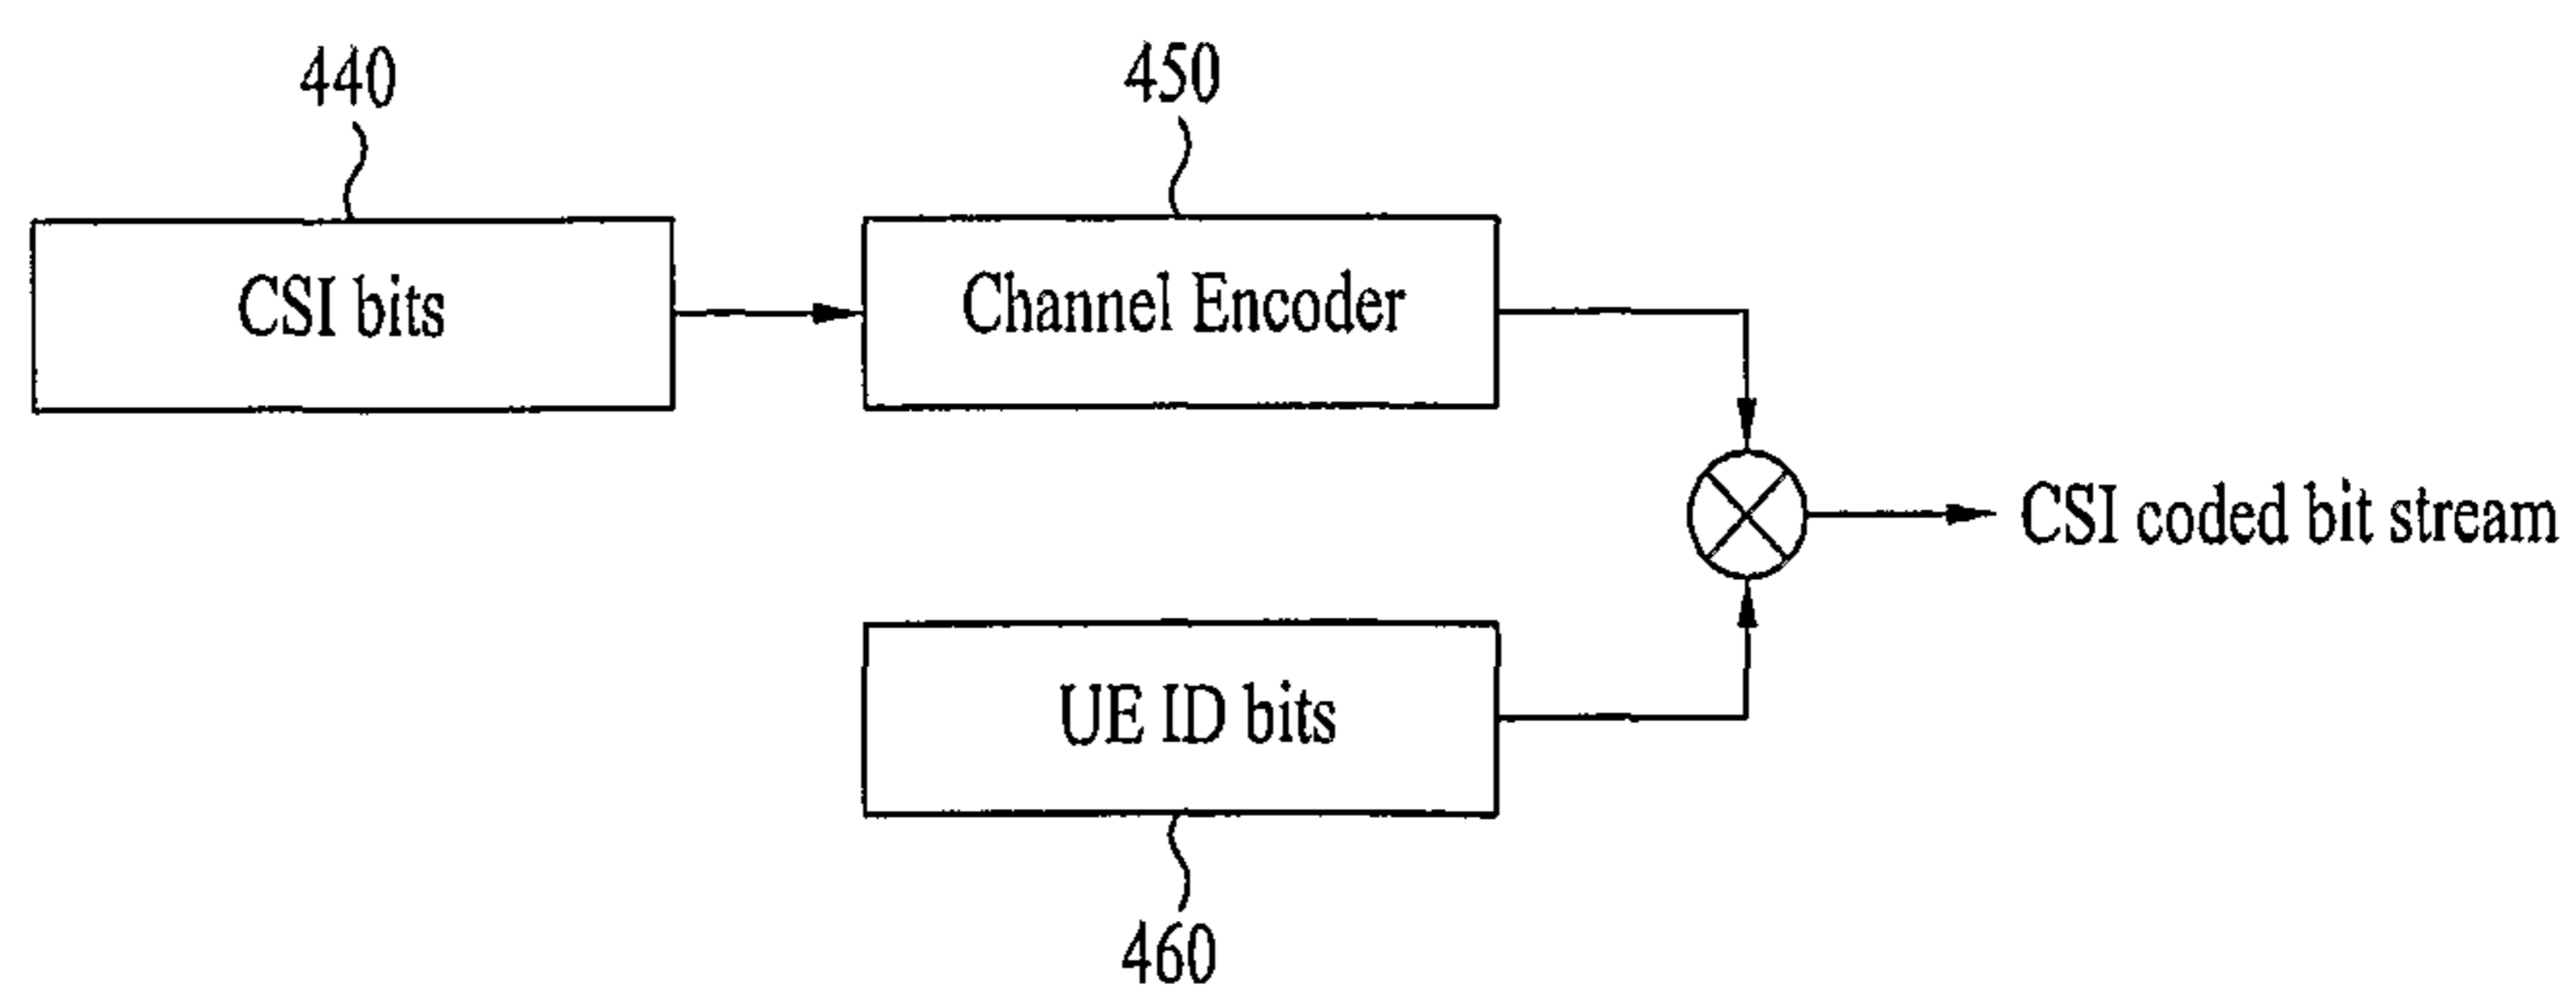 440
450
CSI bits
Channel Encoder
CSI coded bit stream
UE ID bits
460